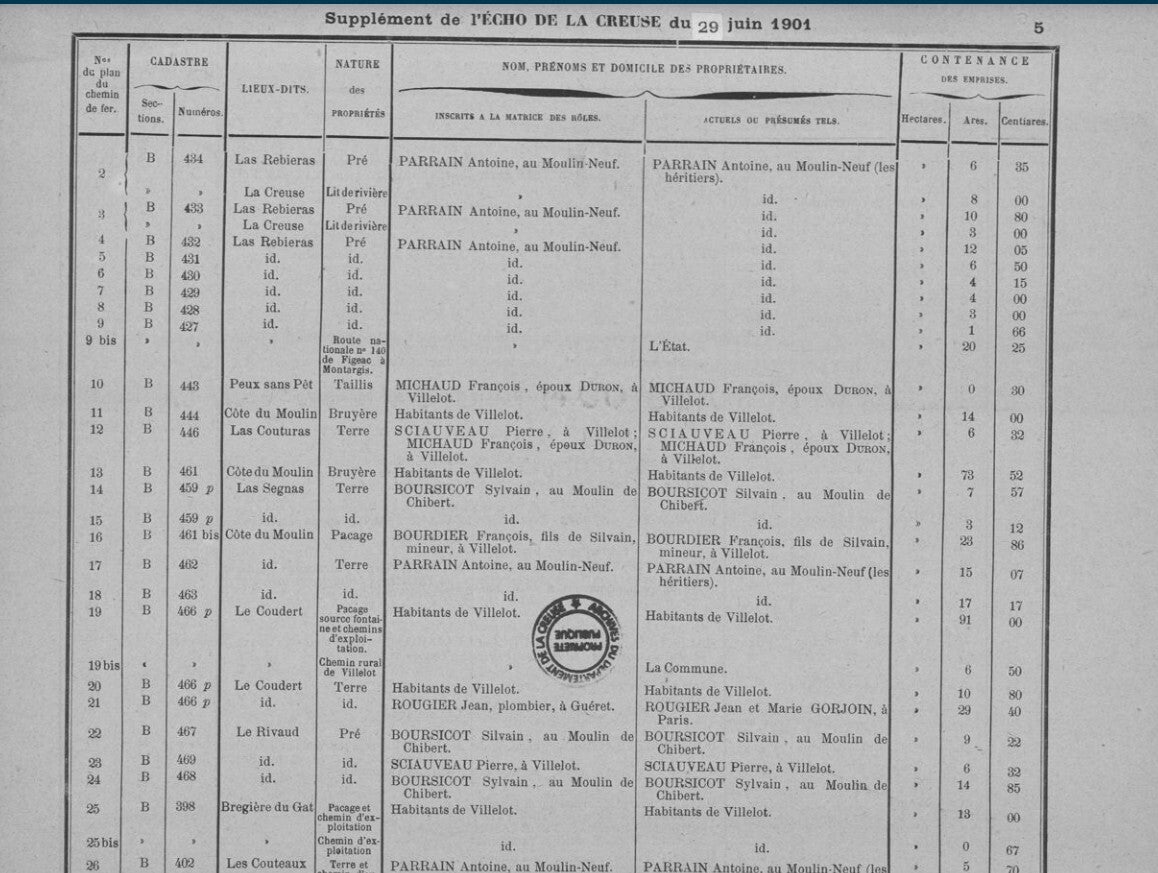 Supplément de l'ÉCHO DE LA CREUSE du 29 juin 1901 5
Nos du plan du chemin de fer. CADASTRE LIEUX-DITS. NATURE des PROPRIÉTÉS NOM, PRÉNOMS ET DOMICILE DES PROPRIÉTAIRES. CONTENANCE DES EMPRISES.
Sections. Numéros. INSCRITS A LA MATRICE DES RÔLES. ACTUELS OU PRÉSUMÉS TELS. Hectares. Ares. Centiares.
2 B 434 Las Rebieras Pré PARRAIN Antoine, au Moulin-Neuf. PARRAIN Antoine, au Moulin-Neuf (les héritiers). » 6 35
» » La Creuse Lit de rivière » id. » 8 00
3 B 433 Las Rebieras Pré PARRAIN Antoine, au Moulin-Neuf. id. » 10 80
» » La Creuse Lit de rivière » id. » 3 00
4 B 432 Las Rebieras Pré PARRAIN Antoine, au Moulin-Neuf. id. » 12 05
5 B 431 id. id. id. id. » 6 50
6 B 430 id. id. id. id. » 4 15
7 B 429 id. id. id. id. » 4 00
8 B 428 id. id. id. id. » 3 00
9 B 427 id. id. id. id. » 1 66
9 bis » » » Route nationale nº 140 de Figeac à Montargis. » L'État. » 20 25
10 B 443 Peux sans Pêt Taillis MICHAUD François, époux DURON, à Villelot. MICHAUD François, époux DURON, à Villelot. » 0 30
11 B 444 Côte du Moulin Bruyère Habitants de Villelot. Habitants de Villelot. » 14 00
12 B 446 Las Couturas Terre SCIAUVEAU Pierre, à Villelot; MICHAUD François, époux DURON, à Villelot. SCIAUVEAU Pierre, à Villelot; MICHAUD François, époux DURON, à Villelot. » 6 32
13 B 461 Côte du Moulin Bruyère Habitants de Villelot. Habitants de Villelot. » 73 52
14 B 459 p Las Segnas Terre BOURSICOT Sylvain, au Moulin de Chibert. BOURSICOT Silvain, au Moulin de Chibert. » 7 57
15 B 459 p id. id. id. id. » 3 12
16 B 461 bis Côte du Moulin Pacage BOURDIER François, fils de Silvain, mineur, à Villelot. BOURDIER François, fils de Silvain, mineur, à Villelot. » 23 86
17 B 462 id. Terre PARRAIN Antoine, au Moulin-Neuf. PARRAIN Antoine, au Moulin-Neuf (les héritiers). » 15 07
18 B 463 id. id. id. id. » 17 17
19 B 466 p Le Coudert Pacage source fontaine et chemins d'exploitation. Habitants de Villelot. Habitants de Villelot. » 91 00
ARCHIVES DU DÉPARTEMENT DE LA CREUSE
PROPRIÉTÉ PUBLIQUE
19 bis « » » Chemin rural de Villelot » La Commune. » 6 50
20 B 466 p Le Coudert Terre Habitants de Villelot. Habitants de Villelot. » 10 80
21 B 466 p id. id. ROUGIER Jean, plombier, à Guéret. ROUGIER Jean et Marie GORJOIN, à Paris. » 29 40
22 B 467 Le Rivaud Pré BOURSICOT Silvain, au Moulin de Chibert. BOURSICOT Silvain, au Moulin de Chibert. » 9 22
23 B 469 id. id. SCIAUVEAU Pierre, à Villelot. SCIAUVEAU Pierre, à Villelot. » 6 32
24 B 468 id. id. BOURSICOT Sylvain, au Moulin de Chibert. BOURSICOT Sylvain, au Moulin de Chibert. » 14 85
25 B 398 Bregière du Gat Pacage et chemin d'exploitation Habitants de Villelot. Habitants de Villelot. » 13 00
25 bis » » » Chemin d'exploitation id. id. » 0 67
26 B 402 Les Couteaux Terre et PARRAIN Antoine, au Moulin-Neuf. PARRAIN Antoine, au Moulin-Neuf (les » 5 70